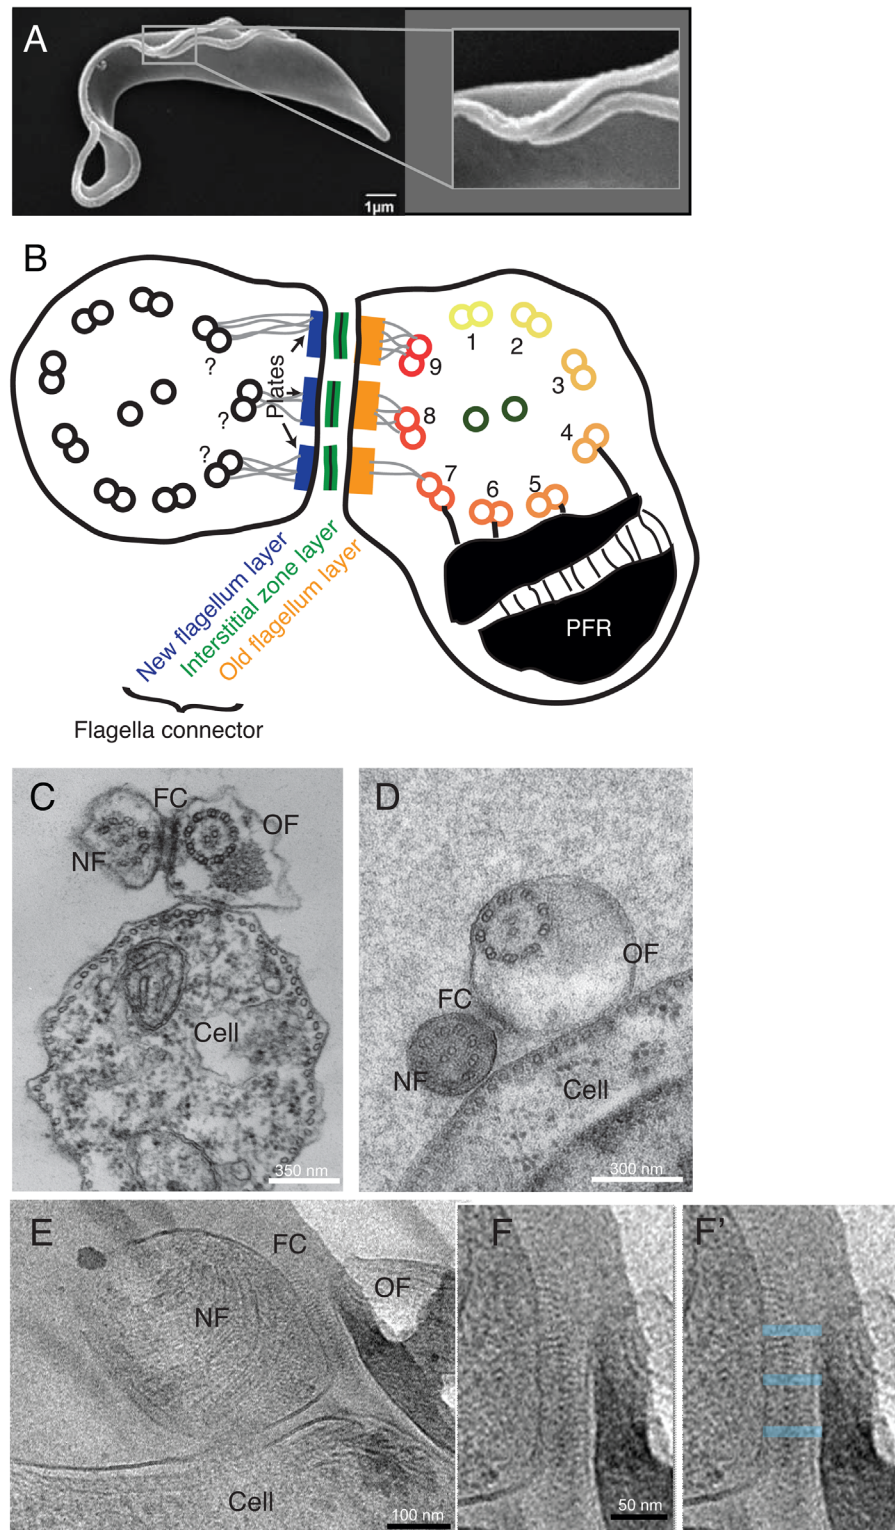 A
1µm
B
1
2
3
4
5
6
7
8
9
?
?
?
Plates
New flagellum layer
Interstitial zone layer
Old flagellum layer
Flagella connector
PFR
C
FC
OF
NF
Cell
350 nm
D
OF
FC
NF
Cell
300 nm
E
FC
OF
NF
Cell
100 nm
F
50 nm
F'